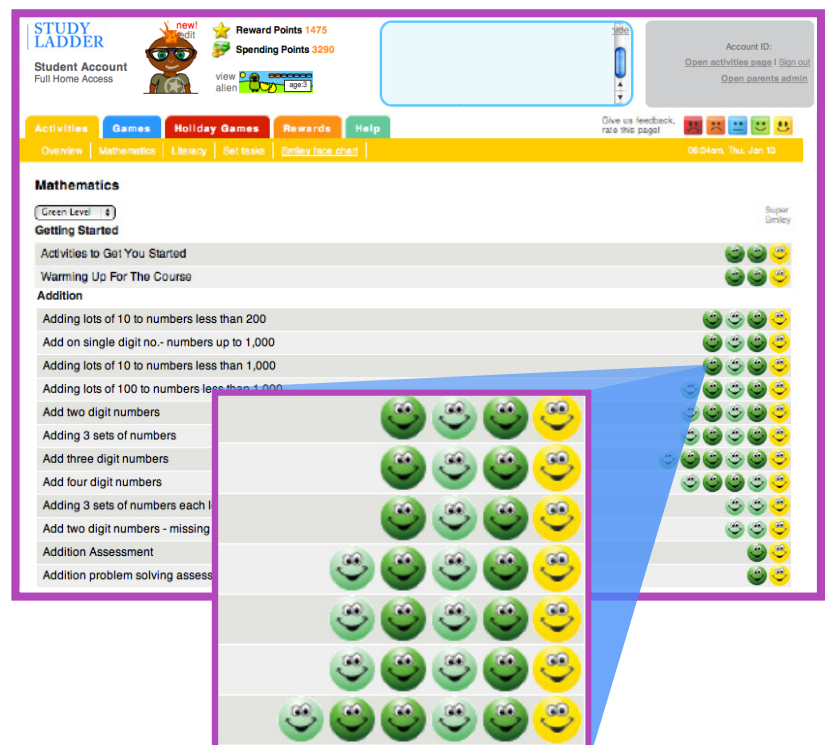 STUDY
LADDER
new!
edit
Reward Points 1475
Spending Points 3290
Student Account
Full Home Access
view
alien
age:3
hide
Account ID:
Open activities page | Sign out
Open parents admin
Activities Games Holiday Games Rewards Help
Give us feedback,
rate this page!
Overview Mathematics Literacy Set tasks Smiley face chart
08:34am, Thu, Jan 13
Mathematics
Green Level
Super
Smiley
Getting Started
Activities to Get You Started
Warming Up For The Course
Addition
Adding lots of 10 to numbers less than 200
Add on single digit no.- numbers up to 1,000
Adding lots of 10 to numbers less than 1,000
Adding lots of 100 to numbers less than 1,000
Add two digit numbers
Adding 3 sets of numbers
Add three digit numbers
Add four digit numbers
Adding 3 sets of numbers each
Add two digit numbers - missing
Addition Assessment
Addition problem solving assess